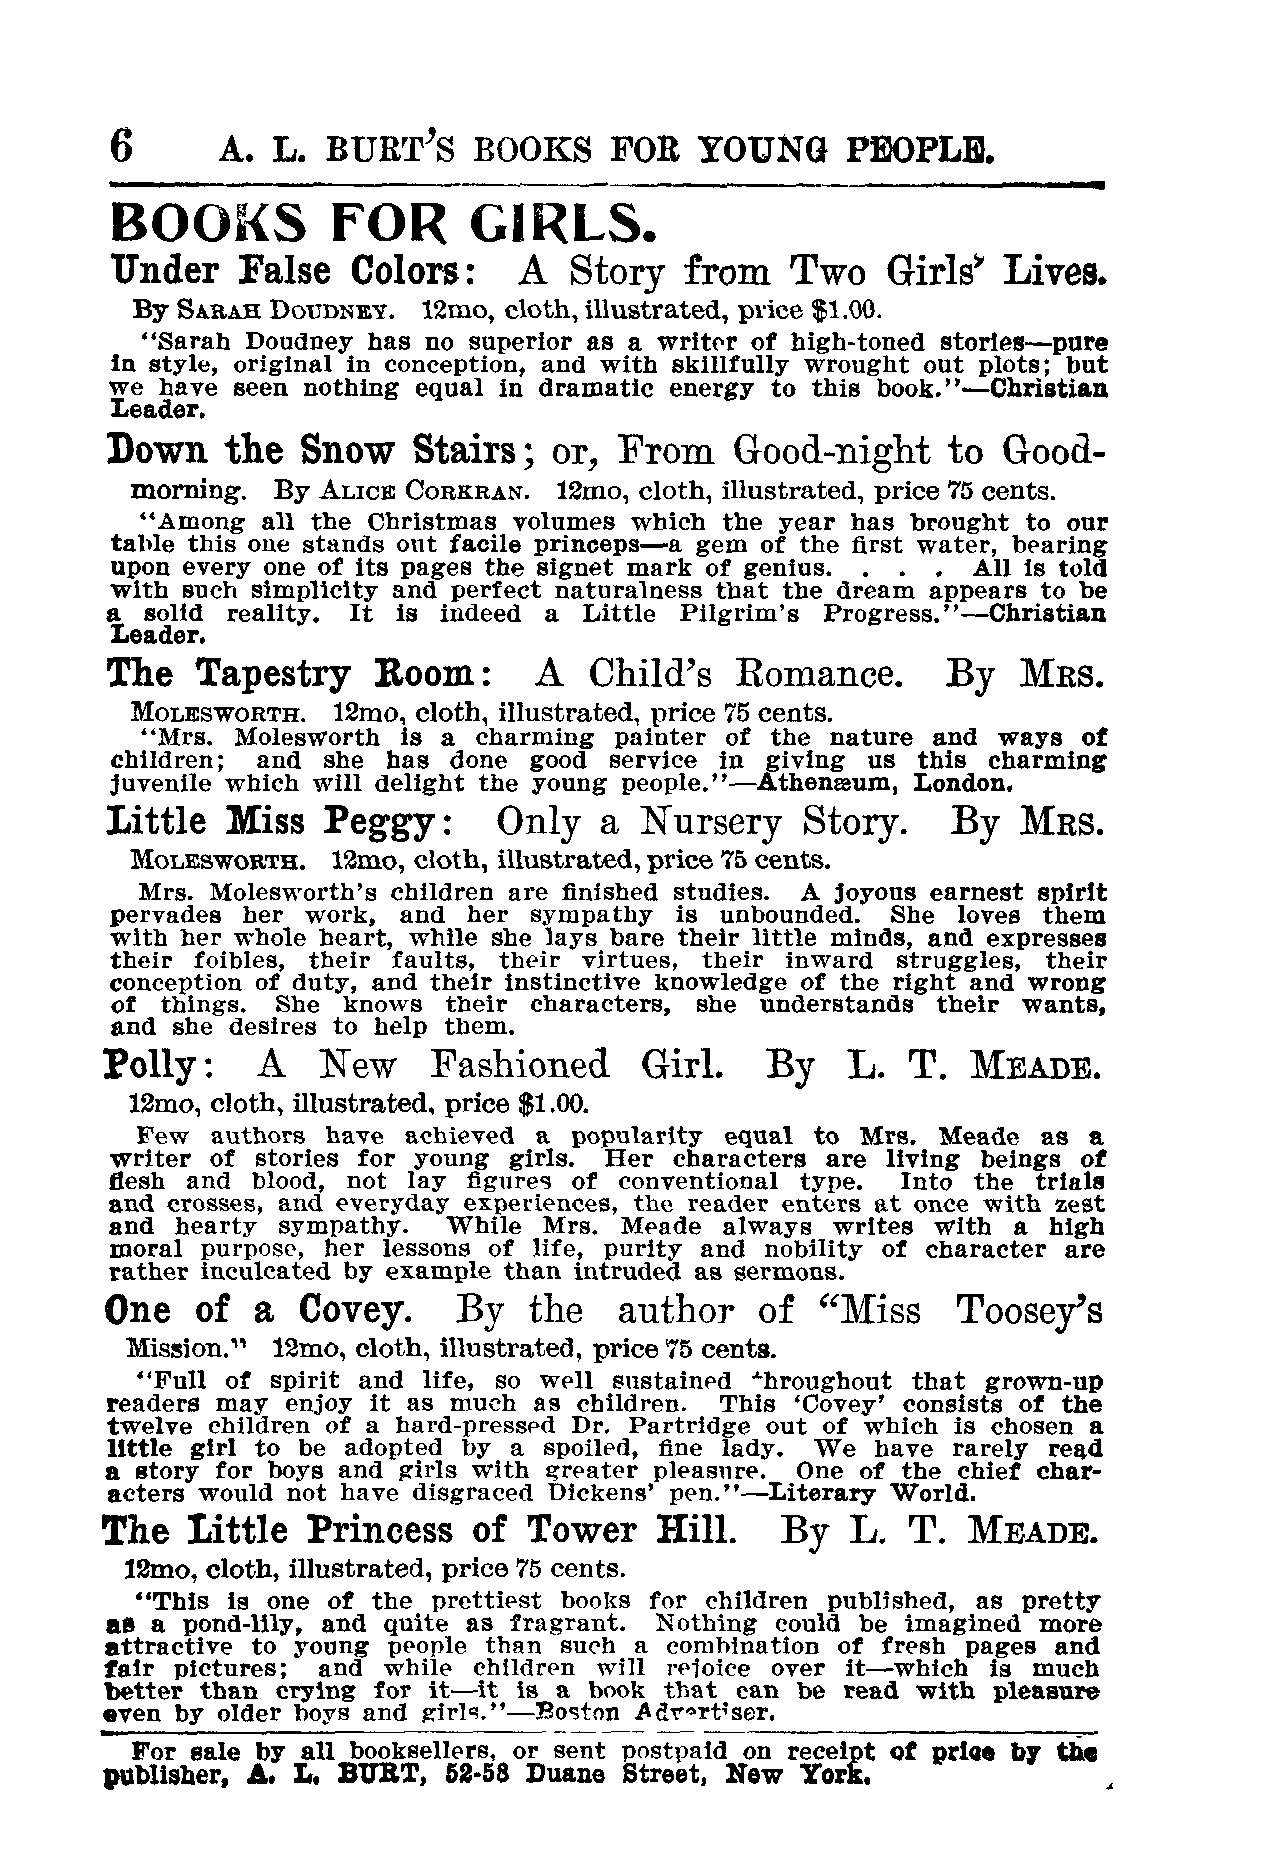 6 A. L. BURT'S BOOKS FOR YOUNG PEOPLE.
BOOKS FOR GIRLS.
Under False Colors: A Story from Two Girls' Lives.
By SARAH DOUDNEY. 12mo, cloth, illustrated, price $1.00.
"Sarah Doudney has no superior as a writer of high-toned stories—pure
in style, original in conception, and with skillfully wrought out plots; but
we have seen nothing equal in dramatic energy to this book."—Christian
Leader.
Down the Snow Stairs; or, From Good-night to Good-
morning. By ALICE CORKRAN. 12mo, cloth, illustrated, price 75 cents.
"Among all the Christmas volumes which the year has brought to our
table this one stands out facile princeps—a gem of the first water, bearing
upon every one of its pages the signet mark of genius. . . . All is told
with such simplicity and perfect naturalness that the dream appears to be
a solid reality. It is indeed a Little Pilgrim's Progress."—Christian
Leader.
The Tapestry Room: A Child's Romance. By MRS.
MOLESWORTH. 12mo, cloth, illustrated, price 75 cents.
"Mrs. Molesworth is a charming painter of the nature and ways of
children; and she has done good service in giving us this charming
juvenile which will delight the young people."—Athenæum, London.
Little Miss Peggy: Only a Nursery Story. By MRS.
MOLESWORTH. 12mo, cloth, illustrated, price 75 cents.
Mrs. Molesworth's children are finished studies. A joyous earnest spirit
pervades her work, and her sympathy is unbounded. She loves them
with her whole heart, while she lays bare their little minds, and expresses
their foibles, their faults, their virtues, their inward struggles, their
conception of duty, and their instinctive knowledge of the right and wrong
of things. She knows their characters, she understands their wants,
and she desires to help them.
Polly: A New Fashioned Girl. By L. T. MEADE.
12mo, cloth, illustrated, price $1.00.
Few authors have achieved a popularity equal to Mrs. Meade as a
writer of stories for young girls. Her characters are living beings of
flesh and blood, not lay figures of conventional type. Into the trials
and crosses, and everyday experiences, the reader enters at once with zest
and hearty sympathy. While Mrs. Meade always writes with a high
moral purpose, her lessons of life, purity and nobility of character are
rather inculcated by example than intruded as sermons.
One of a Covey. By the author of "Miss Toosey's
Mission." 12mo, cloth, illustrated, price 75 cents.
"Full of spirit and life, so well sustained throughout that grown-up
readers may enjoy it as much as children. This 'Covey' consists of the
twelve children of a hard-pressed Dr. Partridge out of which is chosen a
little girl to be adopted by a spoiled, fine lady. We have rarely read
a story for boys and girls with greater pleasure. One of the chief char-
acters would not have disgraced Dickens' pen."—Literary World.
The Little Princess of Tower Hill. By L. T. MEADE.
12mo, cloth, illustrated, price 75 cents.
"This is one of the prettiest books for children published, as pretty
as a pond-lily, and quite as fragrant. Nothing could be imagined more
attractive to young people than such a combination of fresh pages and
fair pictures; and while children will rejoice over it—which is much
better than crying for it—it is a book that can be read with pleasure
even by older boys and girls."—Boston Advertiser.
For sale by all booksellers, or sent postpaid on receipt of price by the
publisher, A. L. BURT, 52-58 Duane Street, New York.